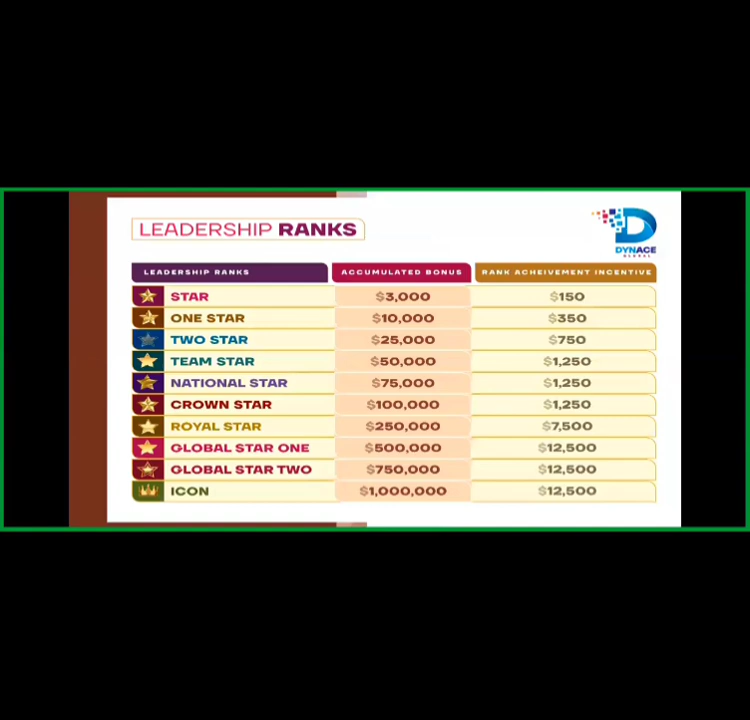 LEADERSHIP RANKS
DYNACE
GLOBAL
LEADERSHIP RANKS ACCUMULATED BONUS RANK ACHEIVEMENT INCENTIVE
STAR $3,000 $150
ONE STAR $10,000 $350
TWO STAR $25,000 $750
TEAM STAR $50,000 $1,250
NATIONAL STAR $75,000 $1,250
CROWN STAR $100,000 $1,250
ROYAL STAR $250,000 $7,500
GLOBAL STAR ONE $500,000 $12,500
GLOBAL STAR TWO $750,000 $12,500
ICON $1,000,000 $12,500